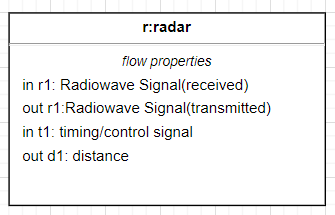 r:radar
flow properties
in r1: Radiowave Signal(received)
out r1:Radiowave Signal(transmitted)
in t1: timing/control signal
out d1: distance